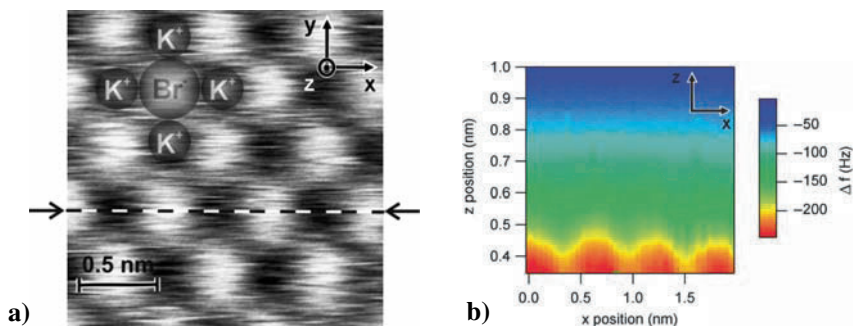 K⁺
K⁺ Br⁻ K⁺
K⁺
y
z x
0.5 nm
a)
z position (nm)
1.0
0.9
0.8
0.7
0.6
0.5
0.4
z
x
0.0 0.5 1.0 1.5
x position (nm)
−50
−100
−150
−200
Δ f (Hz)
b)